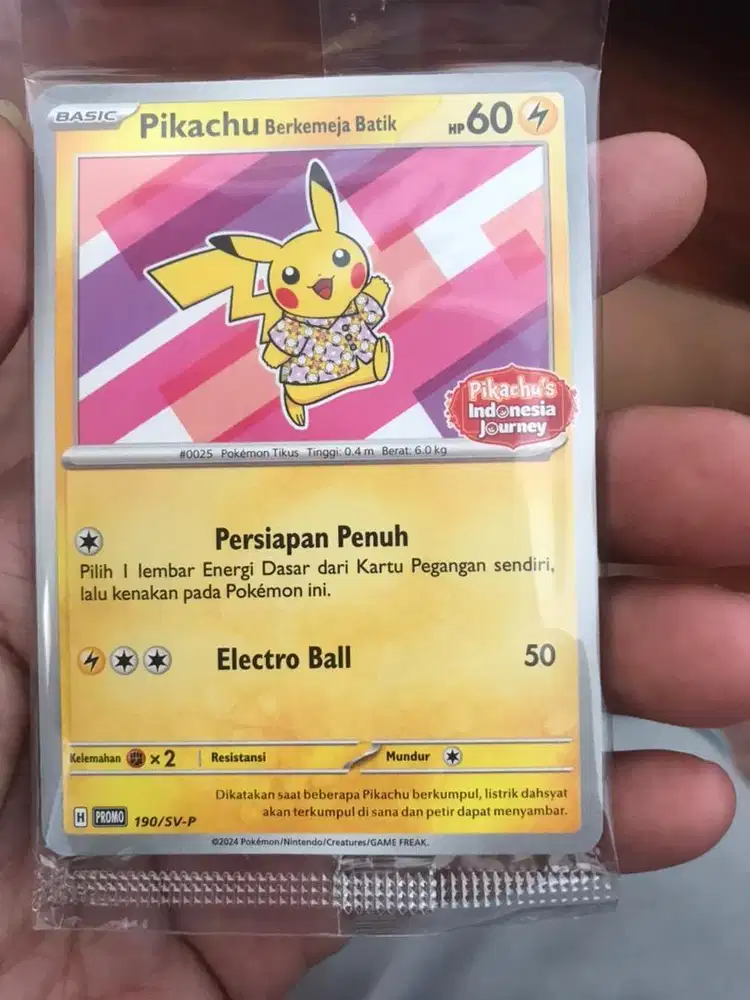 BASIC Pikachu Berkemeja Batik HP 60
Pikachu's
Indonesia
Journey
#0025 Pokémon Tikus Tinggi: 0.4 m Berat: 6.0 kg
Persiapan Penuh
Pilih 1 lembar Energi Dasar dari Kartu Pegangan sendiri,
lalu kenakan pada Pokémon ini.
Electro Ball 50
Kelemahan ×2 Resistansi Mundur
Dikatakan saat beberapa Pikachu berkumpul, listrik dahsyat
akan terkumpul di sana dan petir dapat menyambar.
H PROMO 190/SV-P
©2024 Pokémon/Nintendo/Creatures/GAME FREAK.